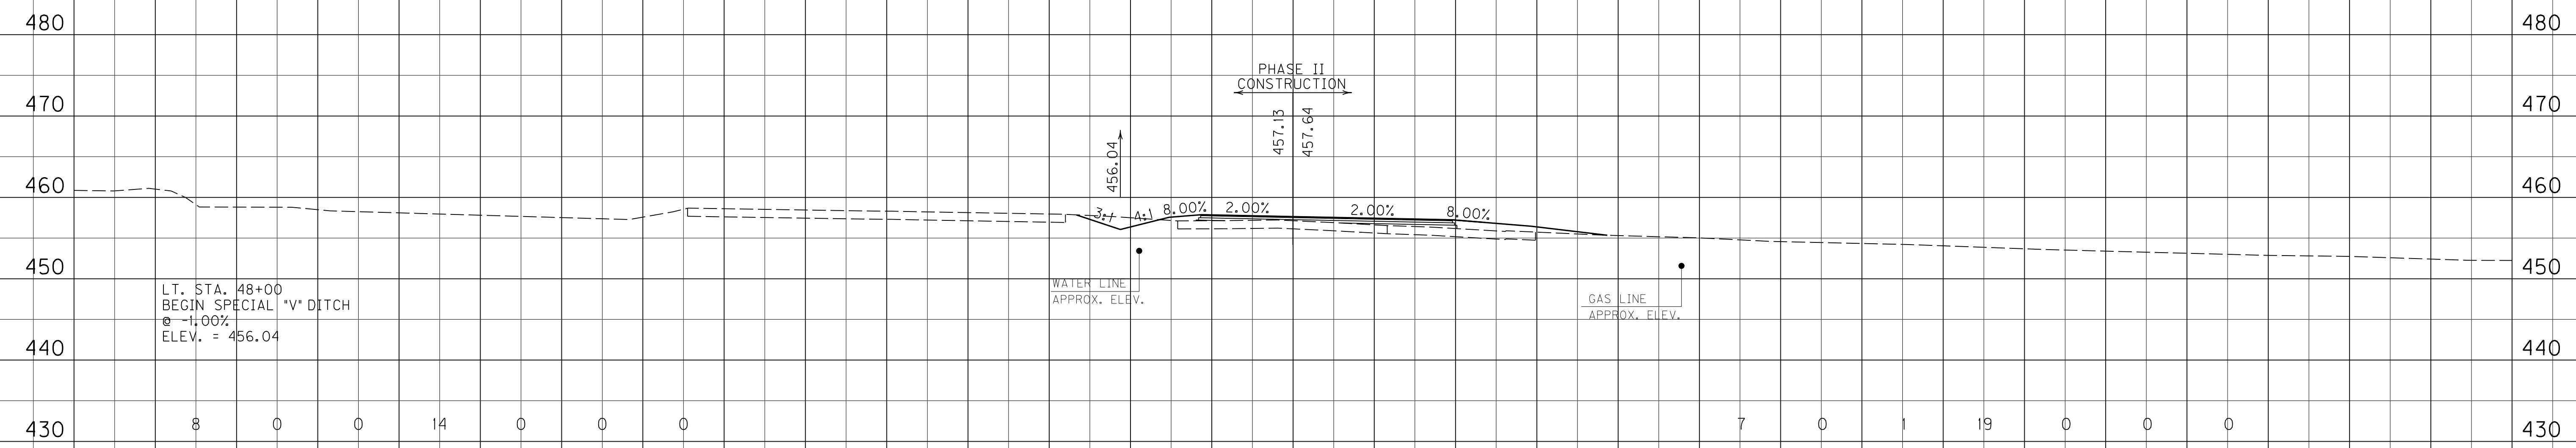 480 480
PHASE II
CONSTRUCTION
470 470
457.13 457.64
456.04
460 460
3:1 4:1 8.00% 2.00% 2.00% 8.00%
450 450
WATER LINE
APPROX. ELEV.
GAS LINE
APPROX. ELEV.
LT. STA. 48+00
BEGIN SPECIAL "V" DITCH
@ -1.00%
ELEV. = 456.04
440 440
8 0 0 14 0 0 0 7 0 1 19 0 0 0
430 430